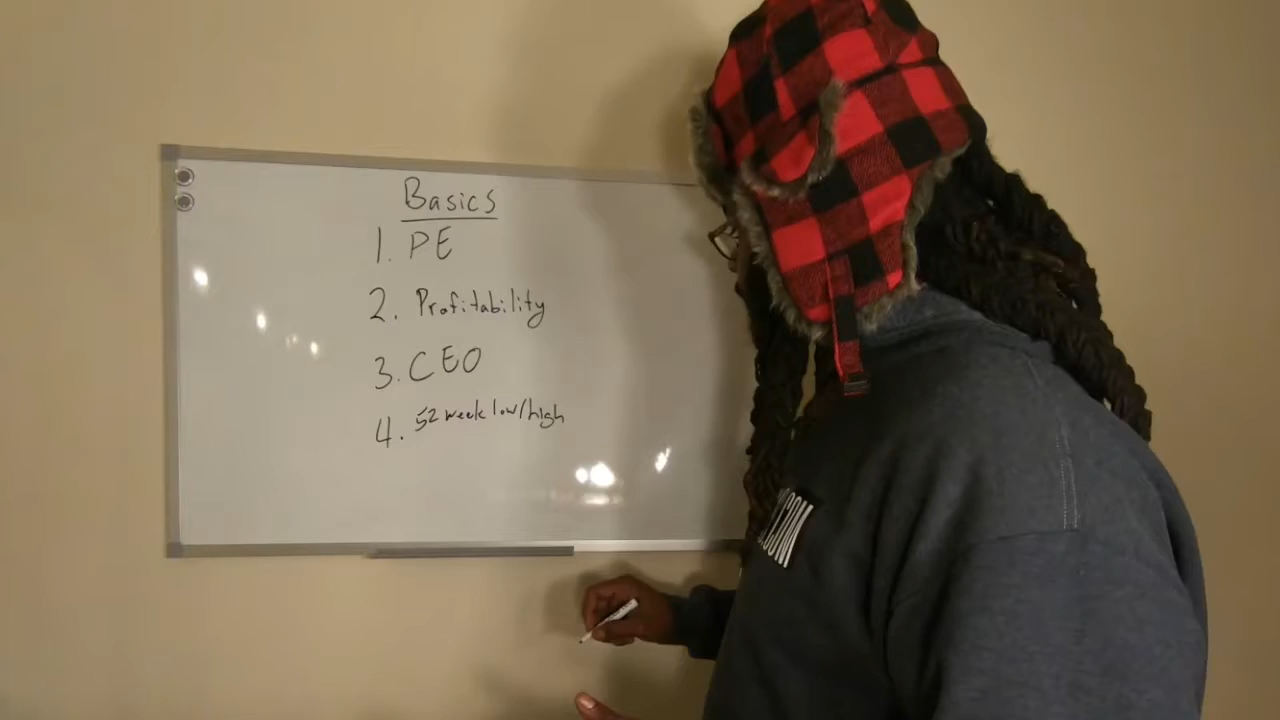 Basics
1. PE
2. Profitability
3. CEO
4. 52 week low/high